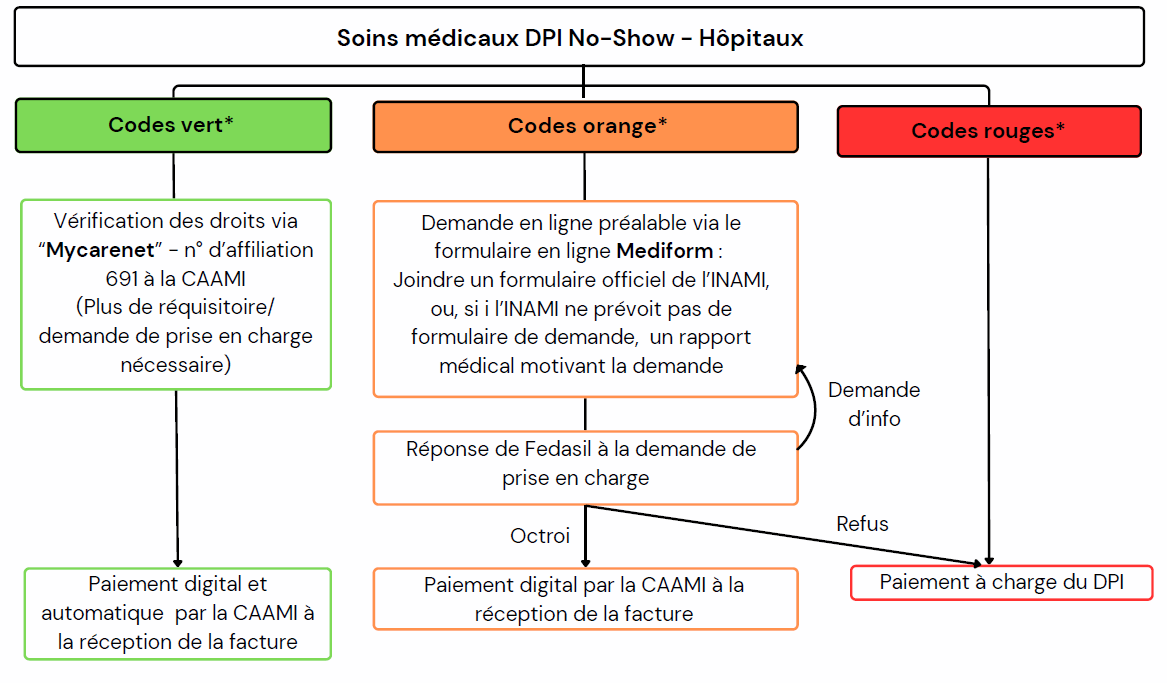 Soins médicaux DPI No-Show - Hôpitaux
Codes vert*
Codes orange*
Codes rouges*
Vérification des droits via
“Mycarenet” - n° d’affiliation
691 à la CAAMI
(Plus de réquisitoire/
demande de prise en charge
nécessaire)
Demande en ligne préalable via le
formulaire en ligne Mediform :
Joindre un formulaire officiel de l’INAMI,
ou, si i l’INAMI ne prévoit pas de
formulaire de demande, un rapport
médical motivant la demande
Demande
d’info
Réponse de Fedasil à la demande de
prise en charge
Octroi
Refus
Paiement digital et
automatique par la CAAMI à
la réception de la facture
Paiement digital par la CAAMI à la
réception de la facture
Paiement à charge du DPI